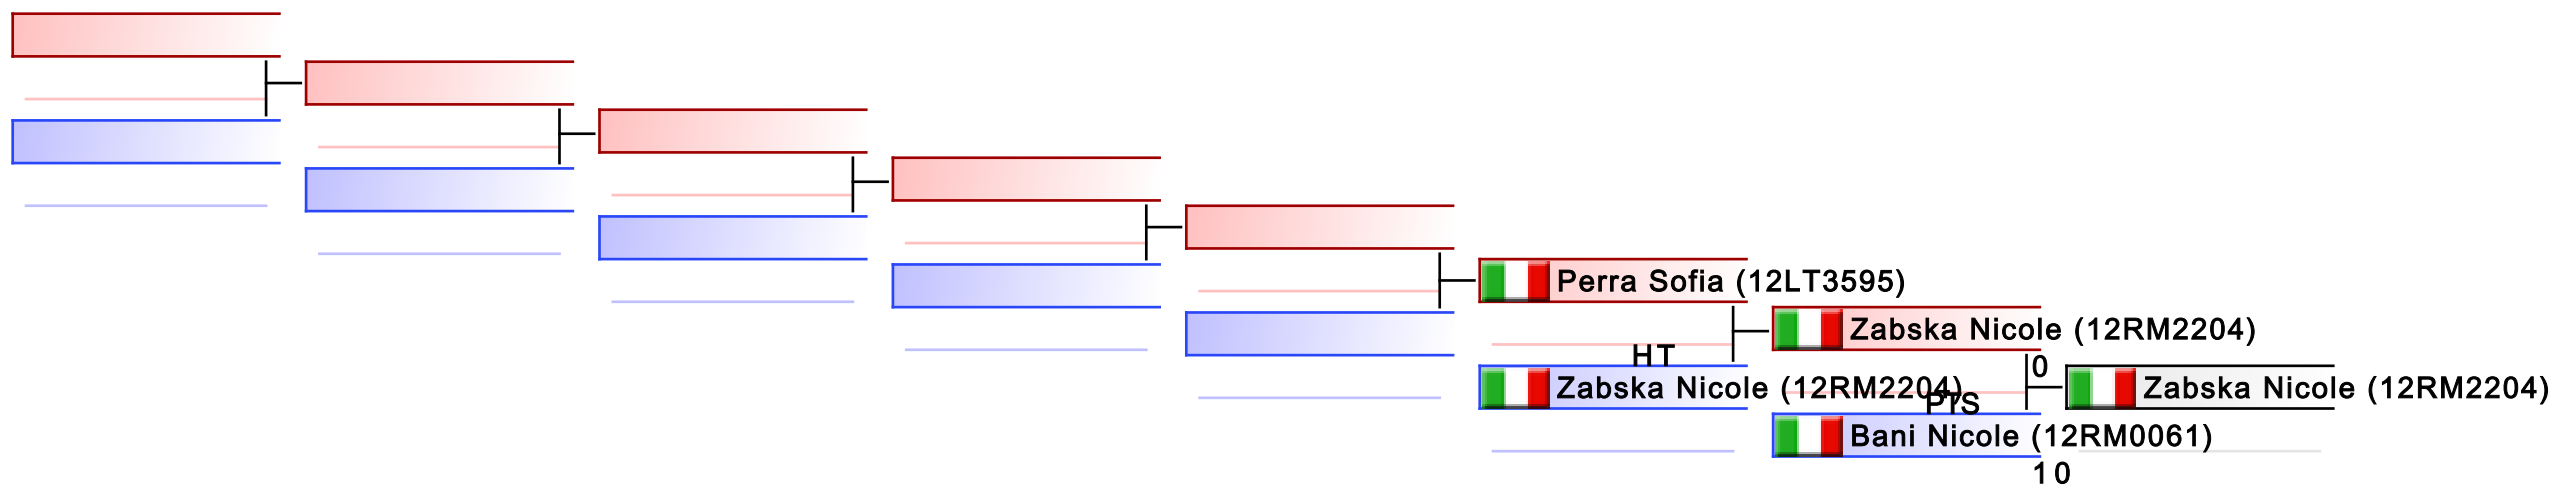 Perra Sofia (12LT3595)
Zabska Nicole (12RM2204)
HT
0
Zabska Nicole (12RM2204)
Zabska Nicole (12RM2204)
PTS
Bani Nicole (12RM0061)
10